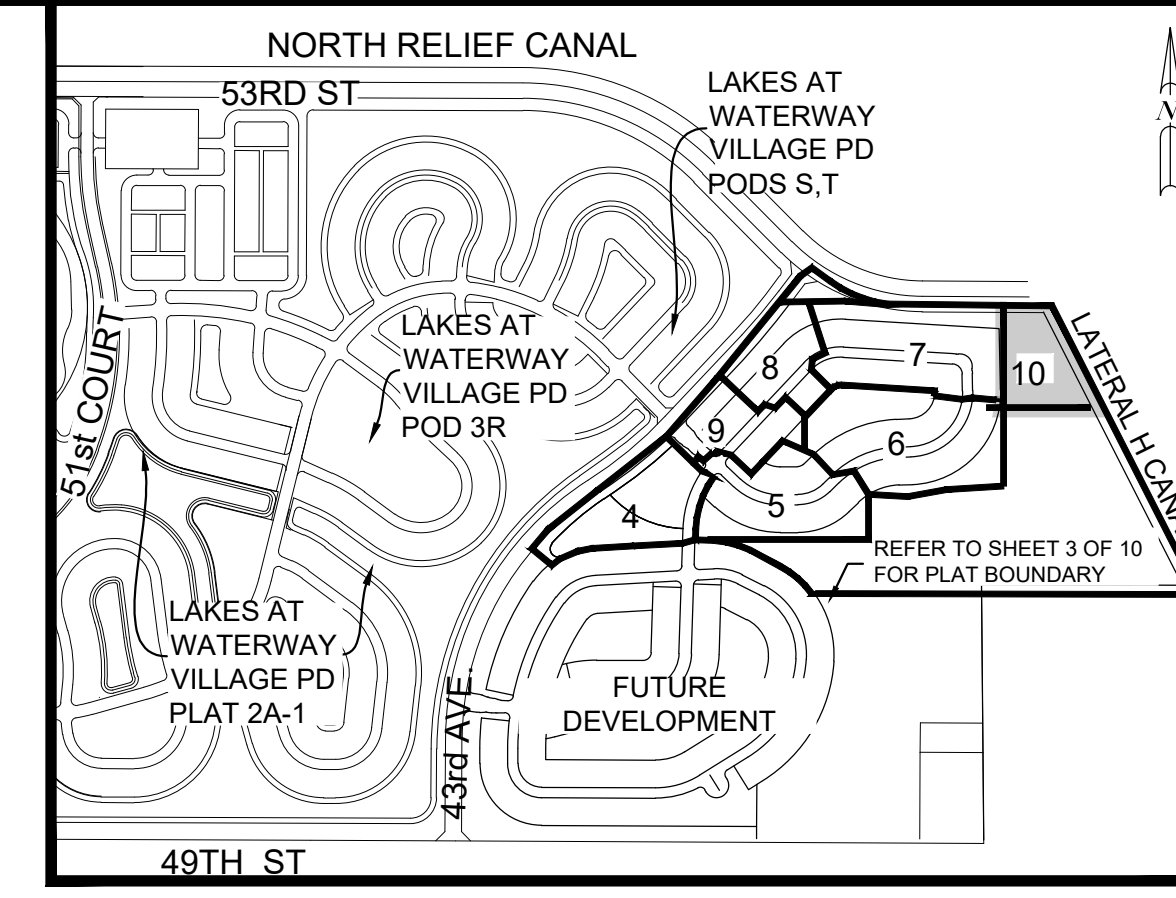 NORTH RELIEF CANAL
53RD ST
LAKES AT
WATERWAY
VILLAGE PD
PODS S,T
N
51st COURT
LAKES AT
WATERWAY
VILLAGE PD
POD 3R
8
7
10
LATERAL H CANA
9
6
5
4
REFER TO SHEET 3 OF 10
FOR PLAT BOUNDARY
LAKES AT
WATERWAY
VILLAGE PD
PLAT 2A-1
FUTURE
DEVELOPMENT
43rd AVE.
49TH ST